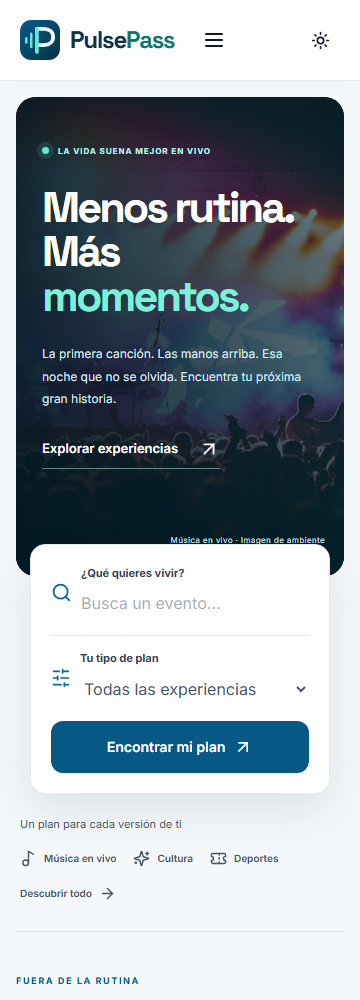 PulsePass
LA VIDA SUENA MEJOR EN VIVO
Menos rutina.
Más
momentos.
La primera canción. Las manos arriba. Esa
noche que no se olvida. Encuentra tu próxima
gran historia.
Explorar experiencias
Música en vivo · Imagen de ambiente
¿Qué quieres vivir?
Busca un evento...
Tu tipo de plan
Todas las experiencias
Encontrar mi plan
Un plan para cada versión de ti
Música en vivo Cultura Deportes
Descubrir todo
FUERA DE LA RUTINA